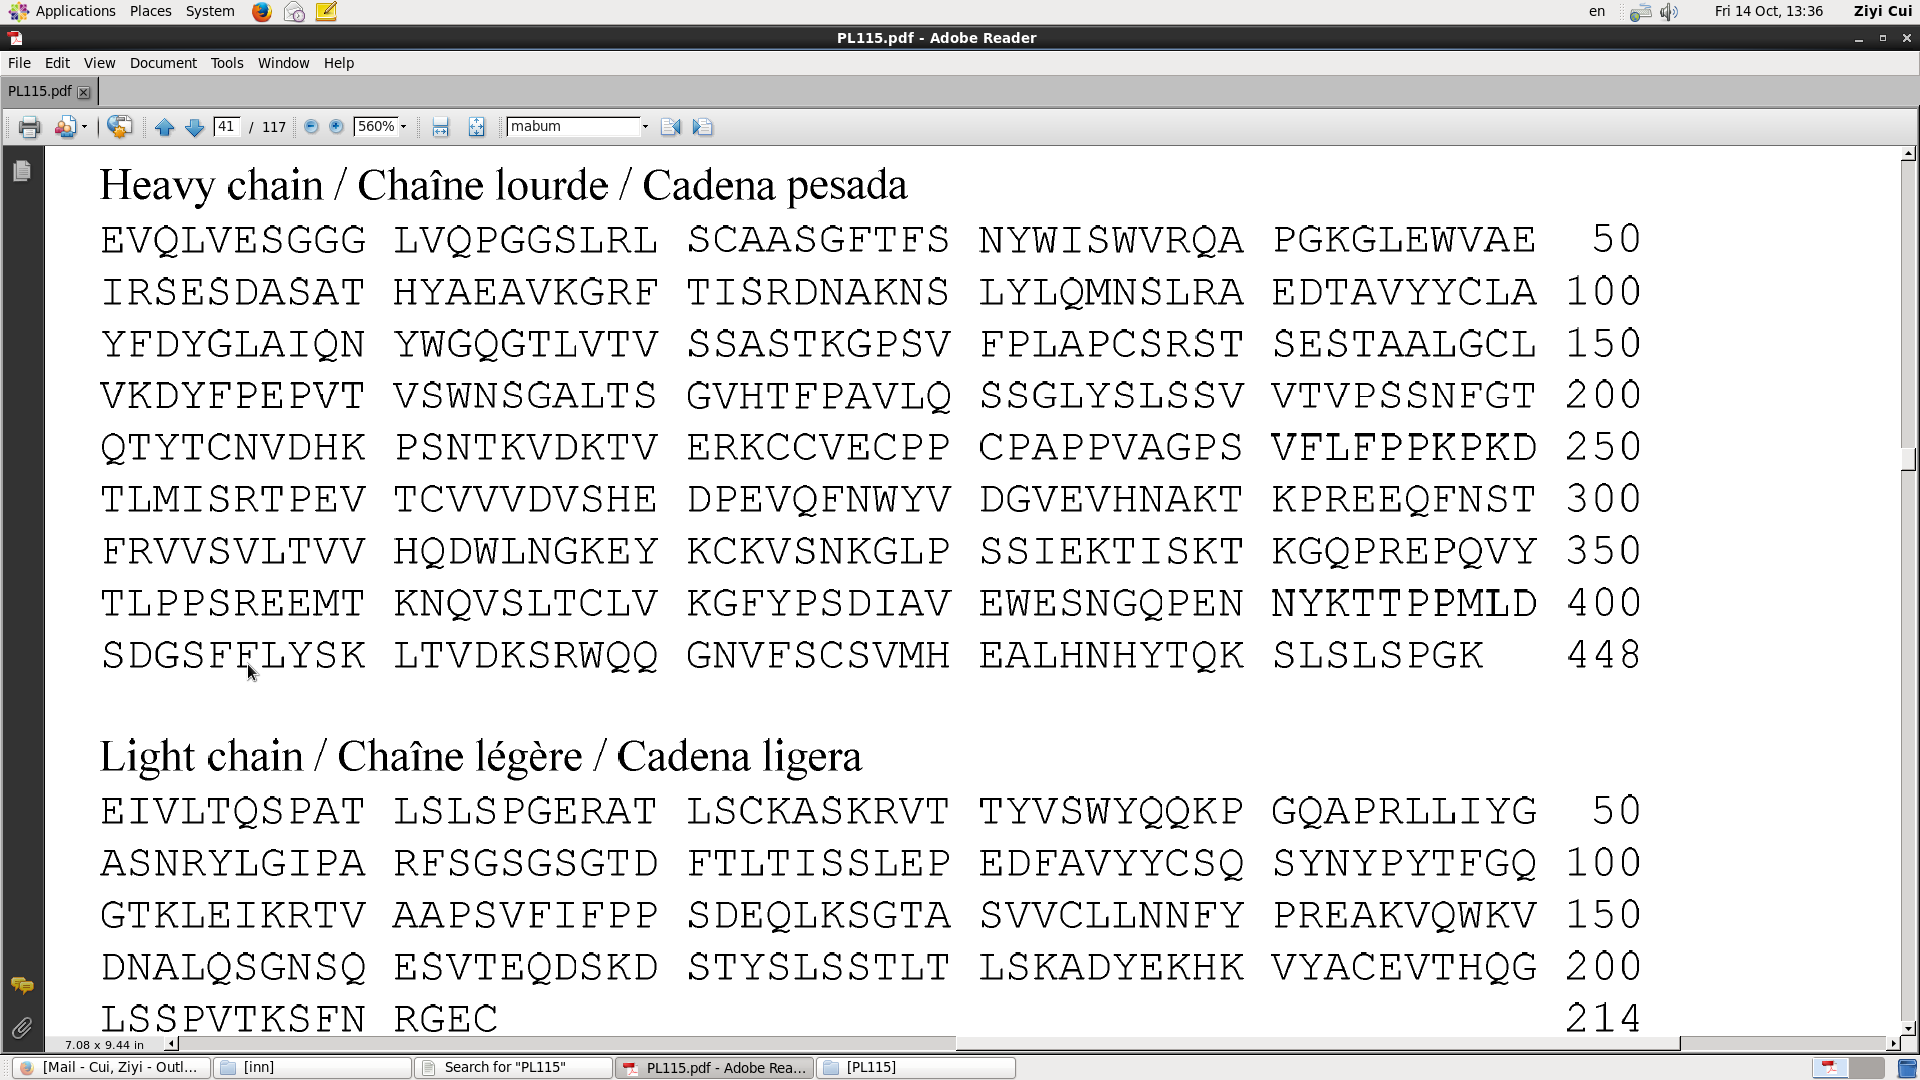 Applications Places System en Fri 14 Oct, 13:36 Ziyi Cui
PL115.pdf - Adobe Reader
File Edit View Document Tools Window Help
PL115.pdf
41 / 117 560% mabum
Heavy chain / Chaîne lourde / Cadena pesada
EVQLVESGGG LVQPGGSLRL SCAASGFTFS NYWISWVRQA PGKGLEWVAE 50
IRSESDASAT HYAEAVKGRF TISRDNAKNS LYLQMNSLRA EDTAVYYCLA 100
YFDYGLAIQN YWGQGTLVTV SSASTKGPSV FPLAPCSRST SESTAALGCL 150
VKDYFPEPVT VSWNSGALTS GVHTFPAVLQ SSGLYSLSSV VTVPSSNFGT 200
QTYTCNVDHK PSNTKVDKTV ERKCCVECPP CPAPPVAGPS VFLFPPKPKD 250
TLMISRTPEV TCVVVDVSHE DPEVQFNWYV DGVEVHNAKT KPREEQFNST 300
FRVVSVLTVV HQDWLNGKEY KCKVSNKGLP SSIEKTISKT KGQPREPQVY 350
TLPPSREEMT KNQVSLTCLV KGFYPSDIAV EWESNGQPEN NYKTTPPMLD 400
SDGSFFLYSK LTVDKSRWQQ GNVFSCSVMH EALHNHYTQK SLSLSPGK 448
Light chain / Chaîne légère / Cadena ligera
EIVLTQSPAT LSLSPGERAT LSCKASKRVT TYVSWYQQKP GQAPRLLIYG 50
ASNRYLGIPA RFSGSGSGTD FTLTISSLEP EDFAVYYCSQ SYNYPYTFGQ 100
GTKLEIKRTV AAPSVFIFPP SDEQLKSGTA SVVCLLNNFY PREAKVQWKV 150
DNALQSGNSQ ESVTEQDSKD STYSLSSTLT LSKADYEKHK VYACEVTHQG 200
LSSPVTKSFN RGEC 214
7.08 x 9.44 in
[Mail - Cui, Ziyi - Outl... [inn] Search for "PL115" PL115.pdf - Adobe Rea... [PL115]